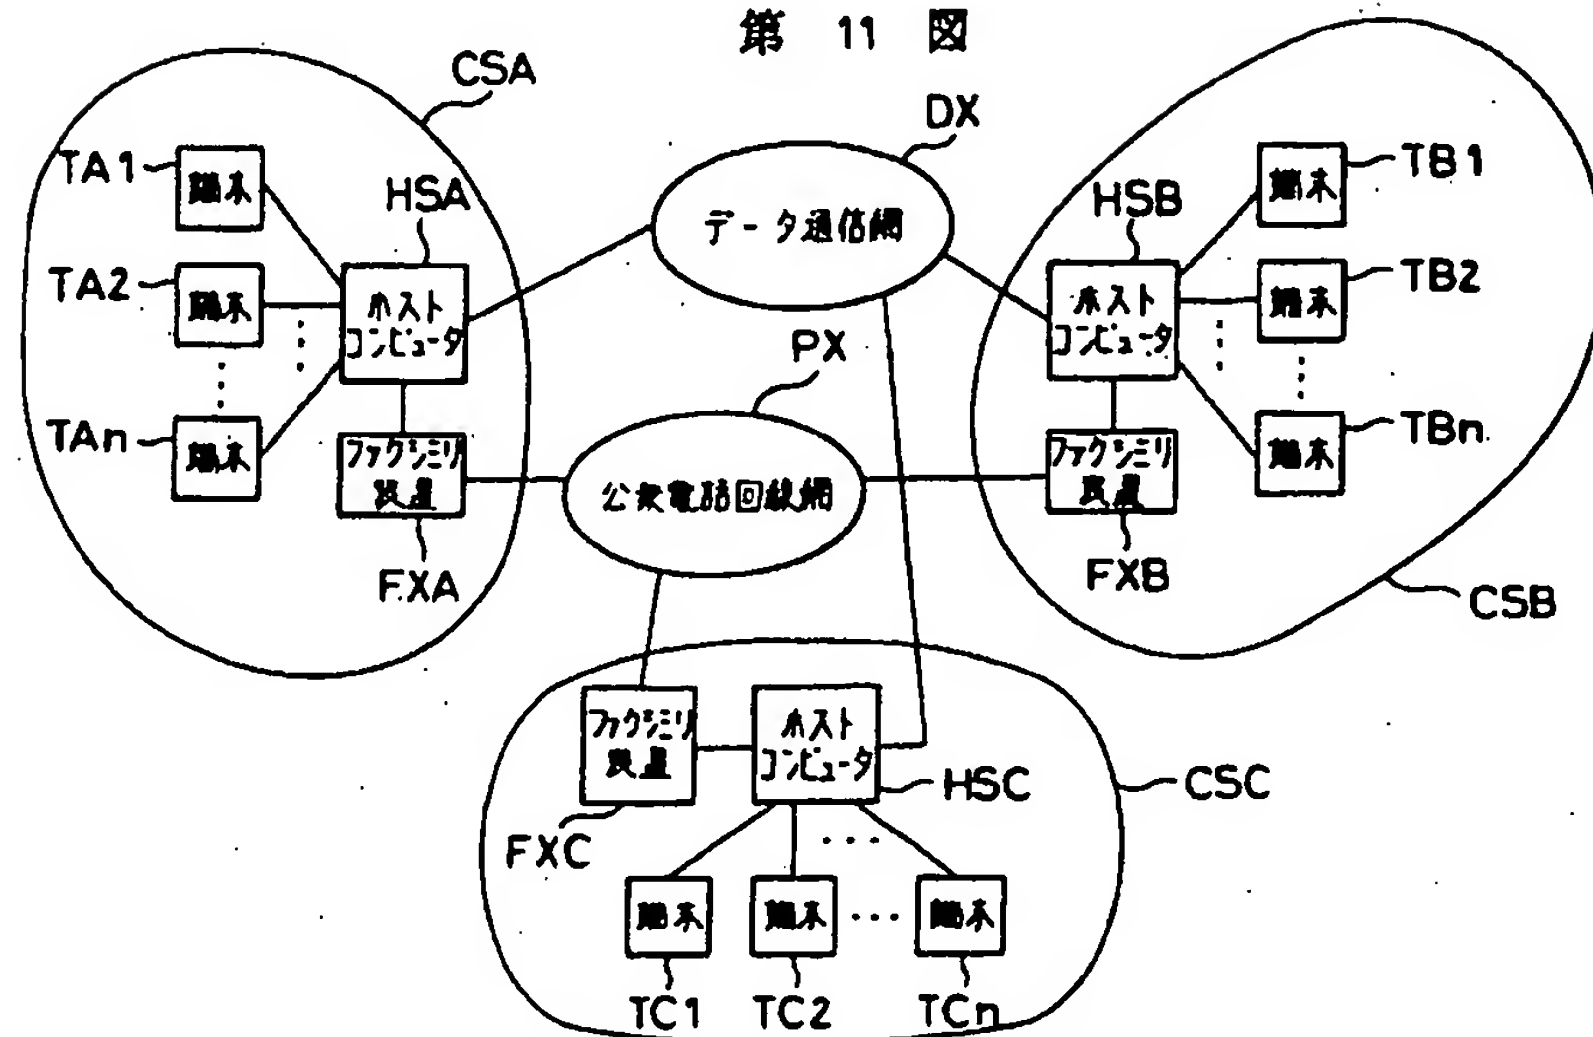 第 11 図
CSA
DX
TA1
端末
HSA
データ通信網
HSB
端末
TB1
TA2
端末
ホスト
コンピュータ
ホスト
コンピュータ
端末
TB2
PX
TAn
端末
ファクシミリ
装置
公衆電話回線網
ファクシミリ
装置
端末
TBn
FXA
FXB
CSB
ファクシミリ
装置
ホスト
コンピュータ
HSC
CSC
FXC
端末
端末
端末
TC1
TC2
TCn